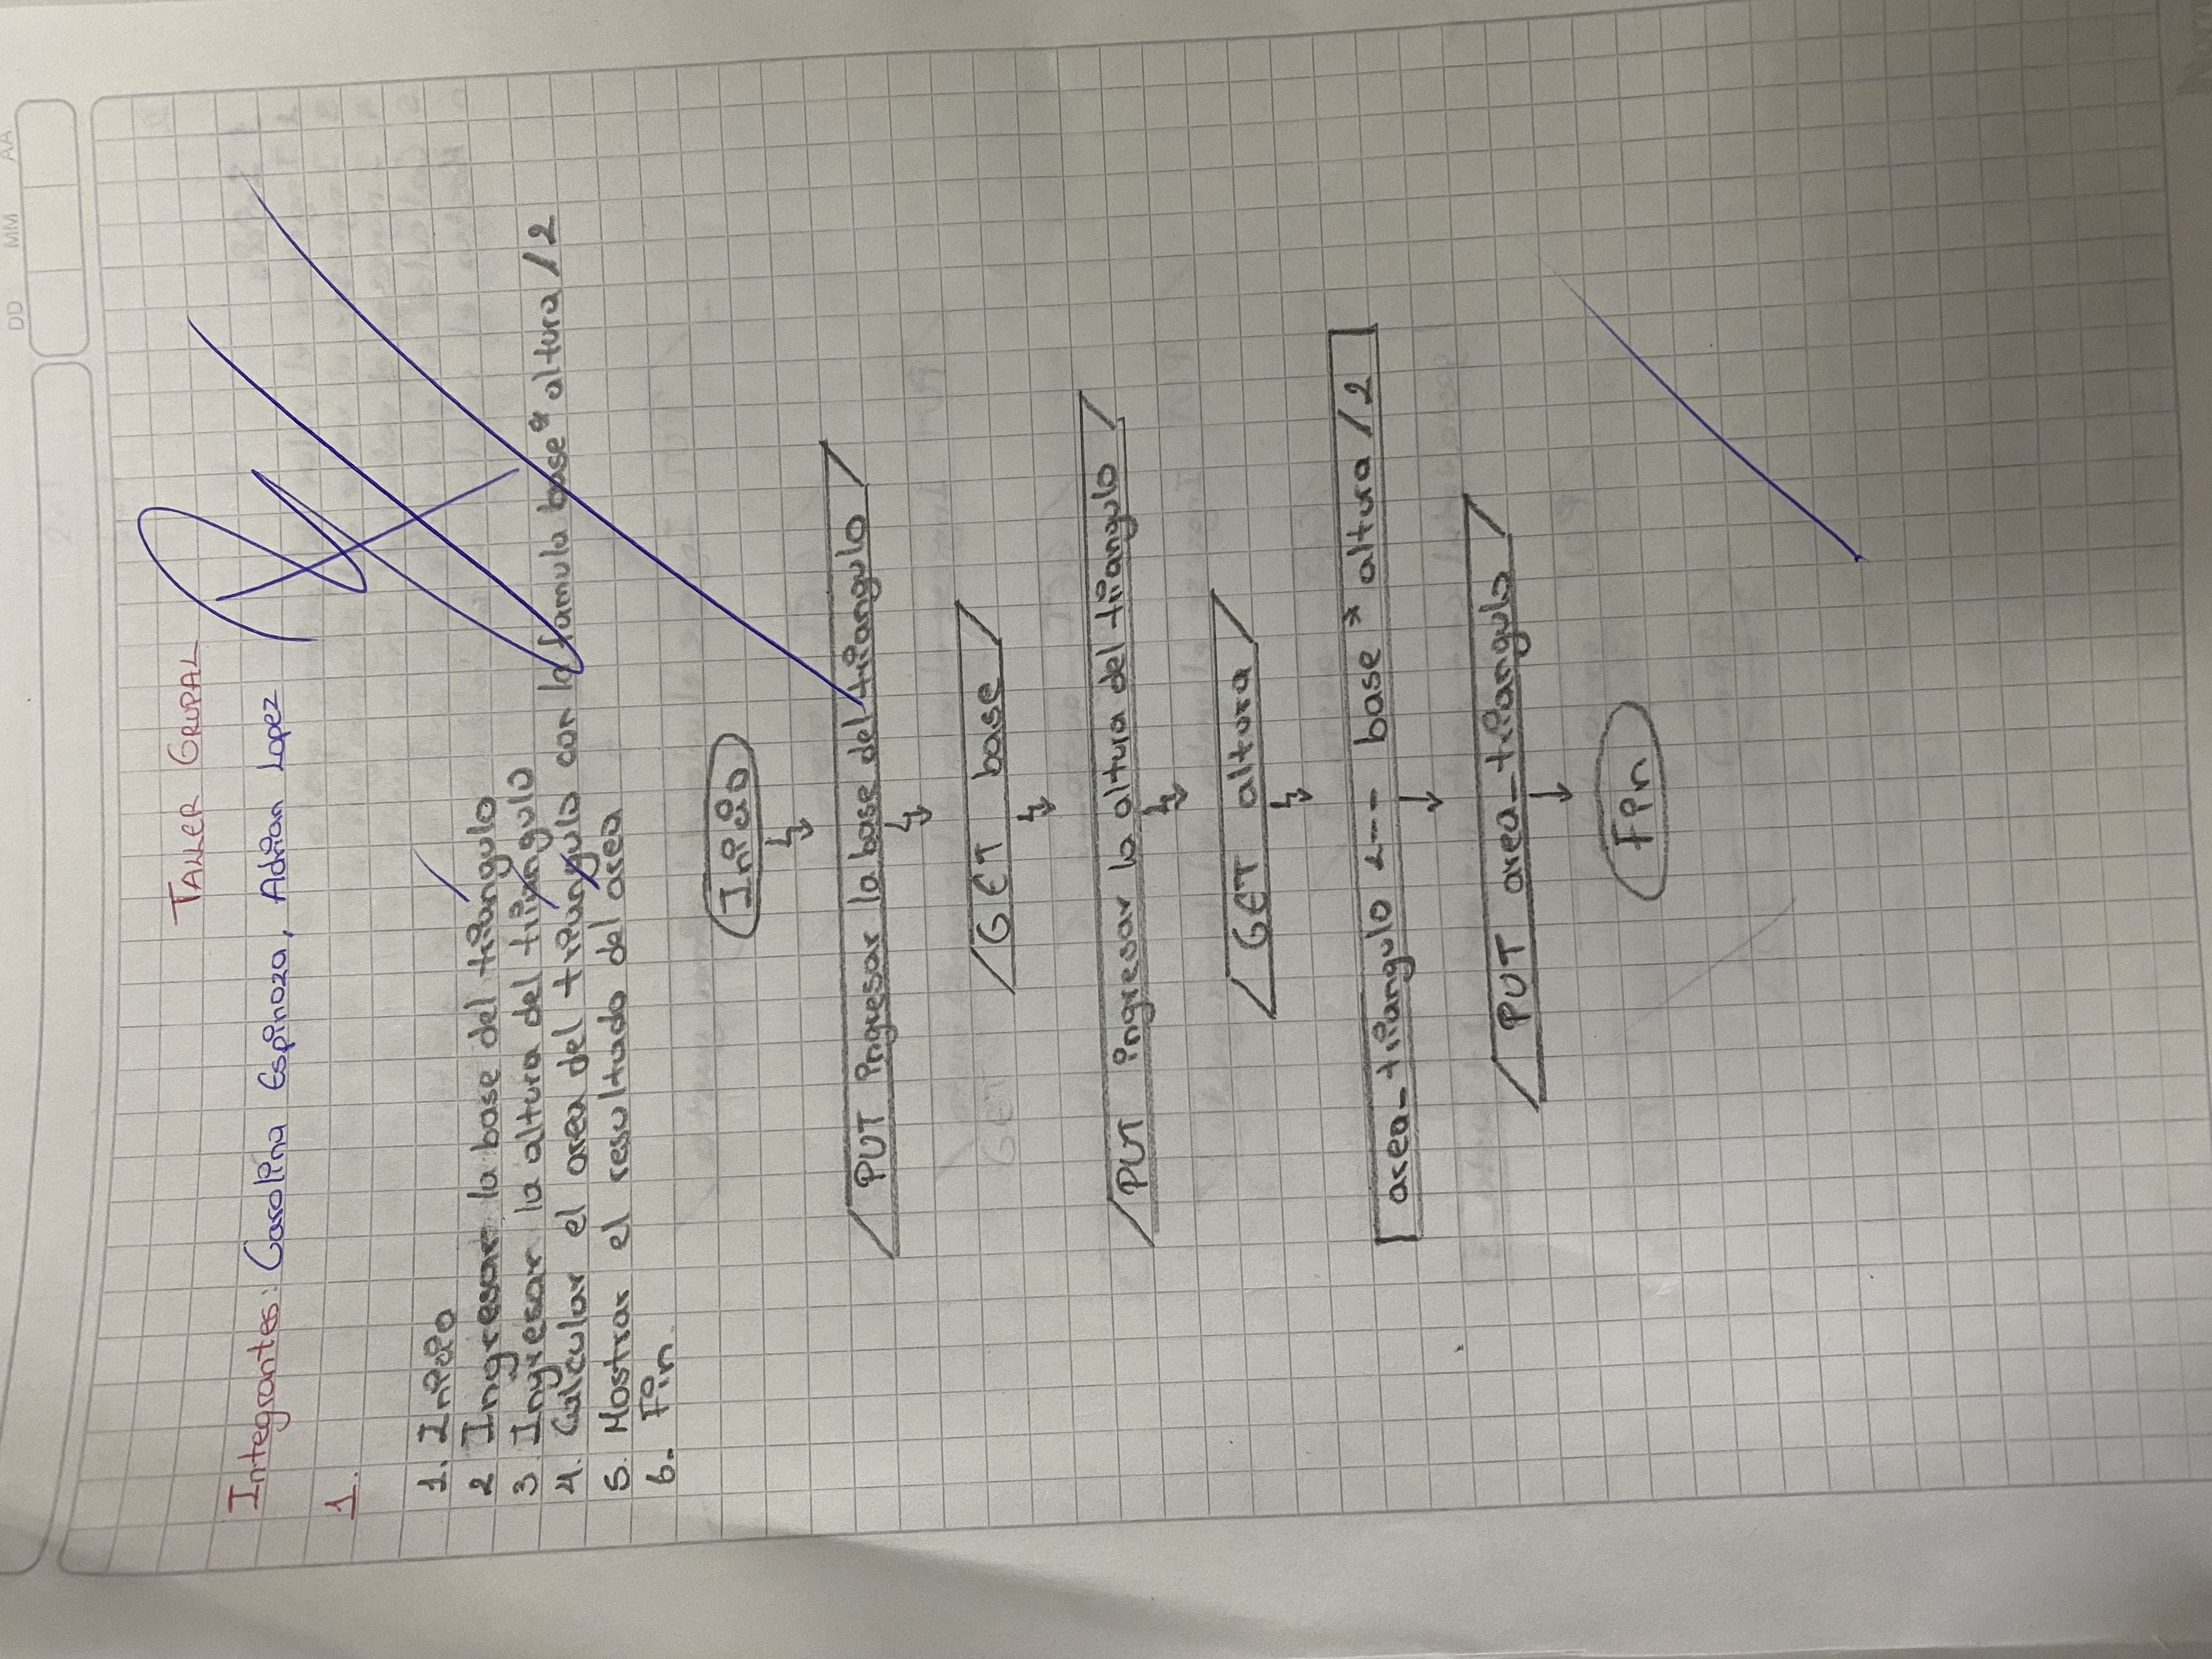 DD MM AA
TALLER GRUPAL
Integrantes: Carolina Espinoza, Adrian Lopez
1.
1. Inicio
2 Ingresar la base del triangulo
3 Ingresar la altura del triangulo
4. Calcular el area del triangulo con la famula base * altura / 2
5. Mostrar el resultado del area
6. Fin.
Inicio
PUT ingresar la base del triangulo
GET base
PUT ingresar la altura del triangulo
GET altura
area_triangulo <-- base * altura / 2
PUT area_triangulo
Fin